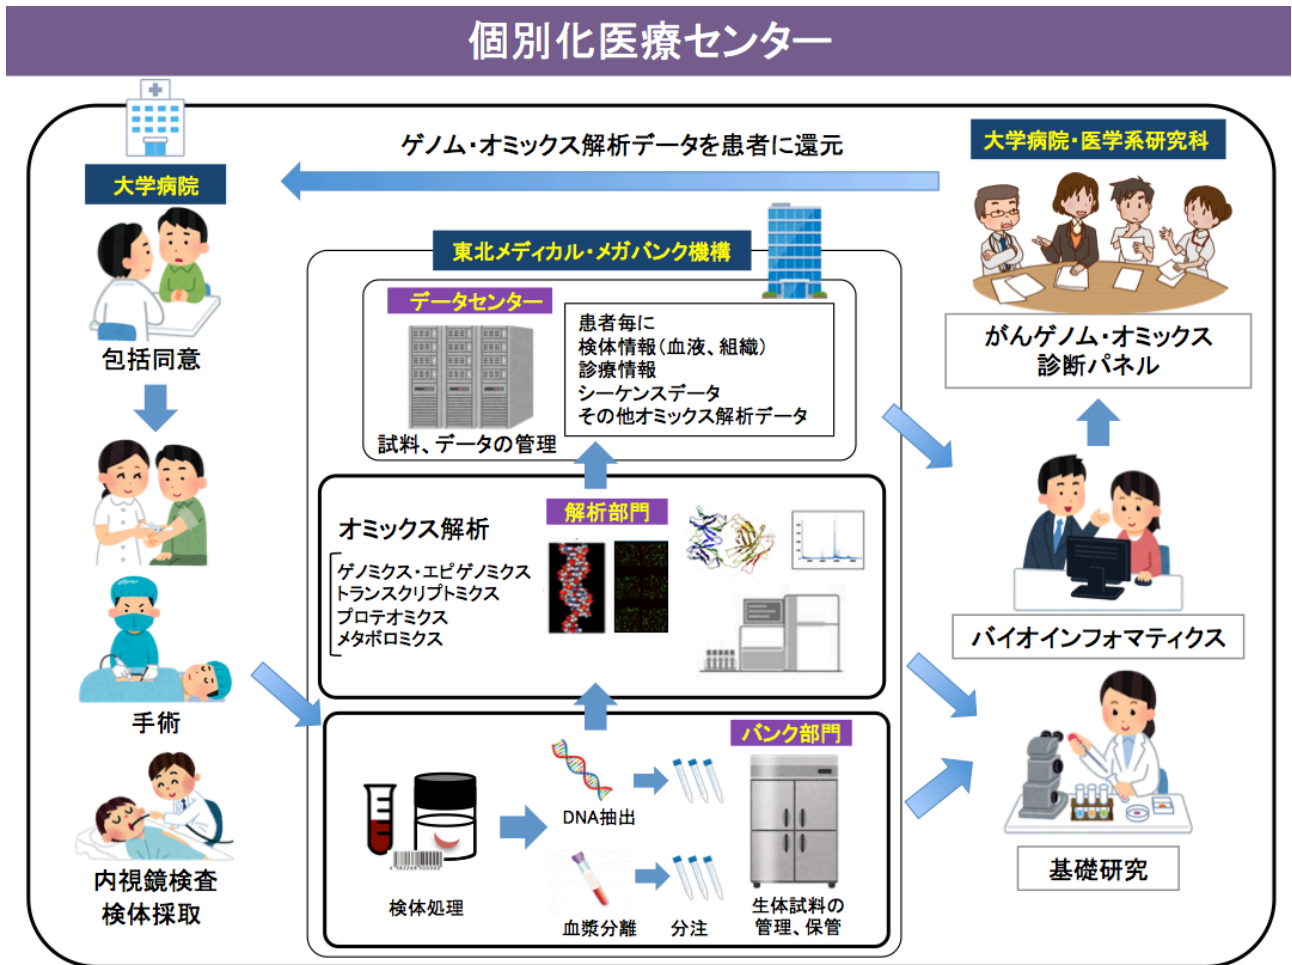 個別化医療センター
大学病院
ゲノム・オミックス解析データを患者に還元
大学病院・医学系研究科
包括同意
手術
内視鏡検査
検体採取
東北メディカル・メガバンク機構
データセンター
試料、データの管理
患者毎に
検体情報（血液、組織）
診療情報
シーケンスデータ
その他オミックス解析データ
解析部門
オミックス解析
ゲノミクス・エピゲノミクス
トランスクリプトミクス
プロテオミクス
メタボロミクス
バンク部門
検体処理
DNA抽出
血漿分離
分注
生体試料の
管理、保管
がんゲノム・オミックス
診断パネル
バイオインフォマティクス
基礎研究